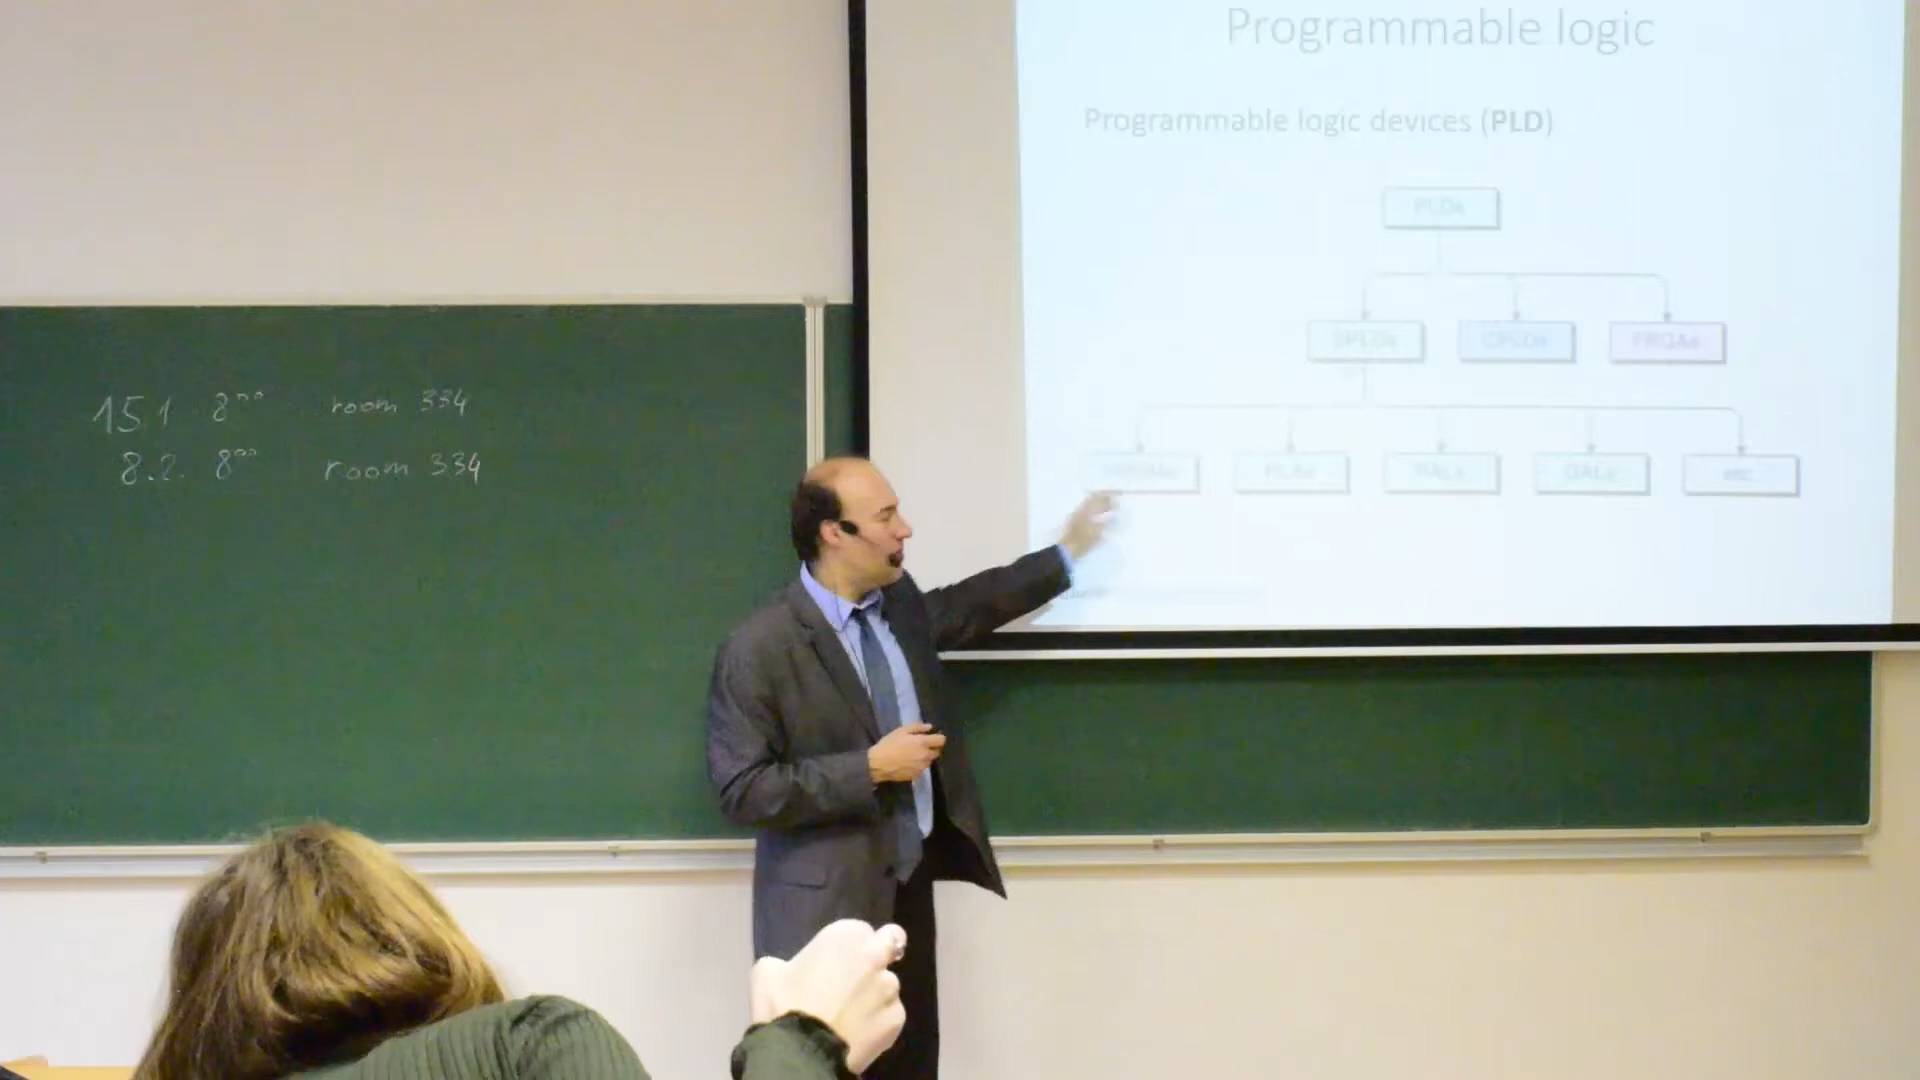 Programmable logic
Programmable logic devices (PLD)
PLDs
SPLDs CPLDs FPGAs
PLAs PALs GALs etc.
15.1 8⁰⁰ room 334
8.2. 8⁰⁰ room 334